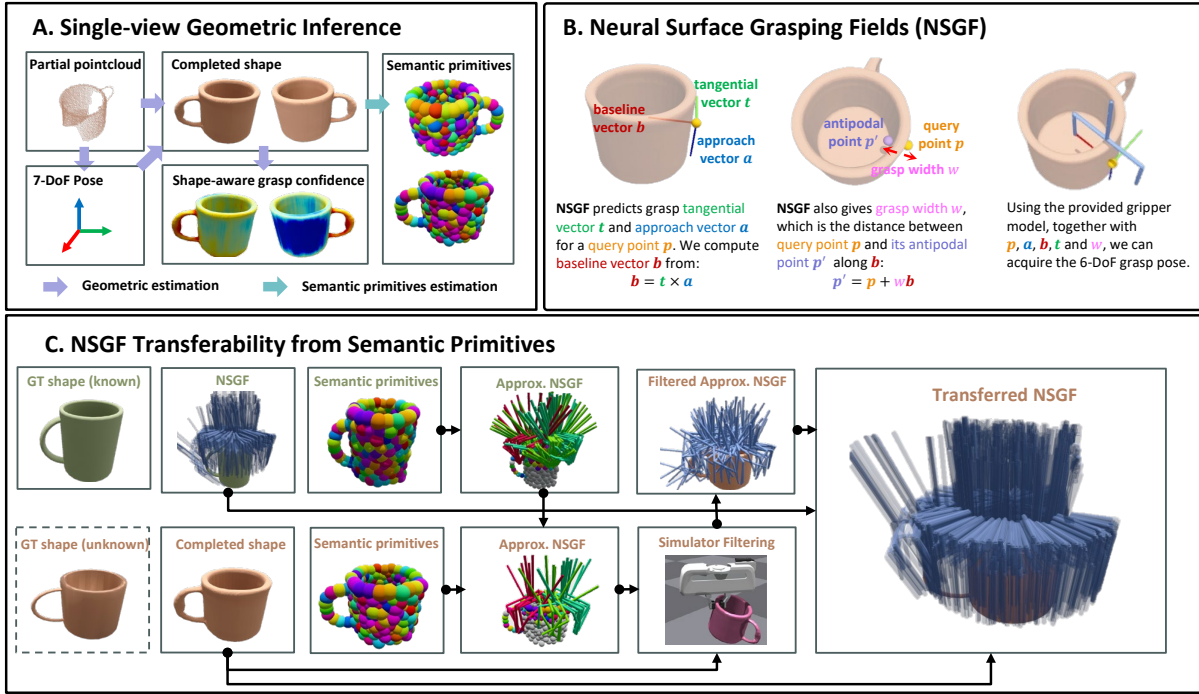 A. Single-view Geometric Inference
Partial pointcloud
Completed shape
Semantic primitives
7-DoF Pose
Shape-aware grasp confidence
Geometric estimation
Semantic primitives estimation
B. Neural Surface Grasping Fields (NSGF)
baseline
vector b
tangential
vector t
approach
vector a
antipodal
point p′
query
point p
grasp width w
NSGF predicts grasp tangential
vector t and approach vector a
for a query point p. We compute
baseline vector b from:
b = t × a
NSGF also gives grasp width w,
which is the distance between
query point p and its antipodal
point p′ along b:
p′ = p + wb
Using the provided gripper
model, together with
p, a, b, t and w, we can
acquire the 6-DoF grasp pose.
C. NSGF Transferability from Semantic Primitives
GT shape (known)
NSGF
Semantic primitives
Approx. NSGF
Filtered Approx. NSGF
Transferred NSGF
GT shape (unknown)
Completed shape
Semantic primitives
Approx. NSGF
Simulator Filtering